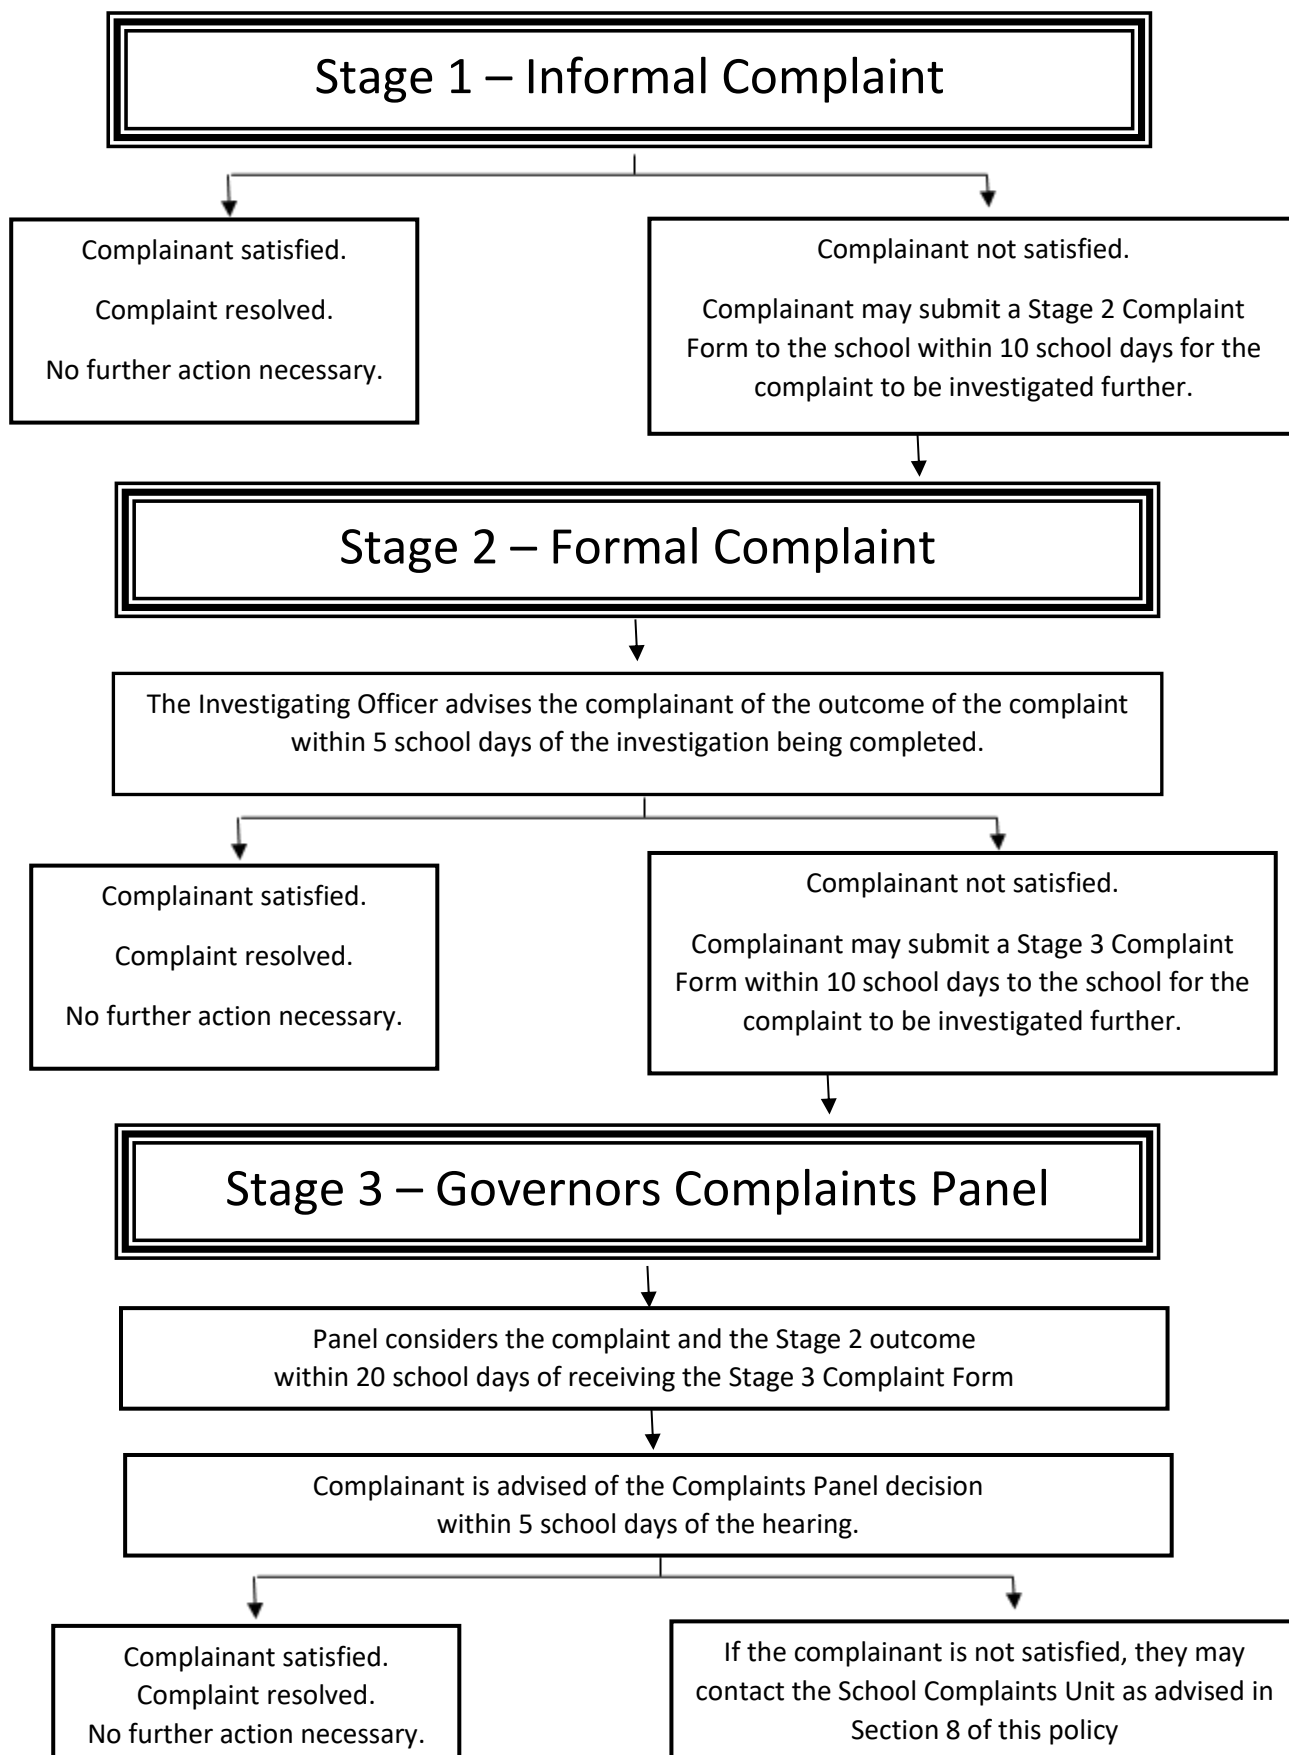 Stage 1 – Informal Complaint
Complainant satisfied.
Complaint resolved.
No further action necessary.
Complainant not satisfied.
Complainant may submit a Stage 2 Complaint
Form to the school within 10 school days for the
complaint to be investigated further.
Stage 2 – Formal Complaint
The Investigating Officer advises the complainant of the outcome of the complaint
within 5 school days of the investigation being completed.
Complainant satisfied.
Complaint resolved.
No further action necessary.
Complainant not satisfied.
Complainant may submit a Stage 3 Complaint
Form within 10 school days to the school for the
complaint to be investigated further.
Stage 3 – Governors Complaints Panel
Panel considers the complaint and the Stage 2 outcome
within 20 school days of receiving the Stage 3 Complaint Form
Complainant is advised of the Complaints Panel decision
within 5 school days of the hearing.
Complainant satisfied.
Complaint resolved.
No further action necessary.
If the complainant is not satisfied, they may
contact the School Complaints Unit as advised in
Section 8 of this policy